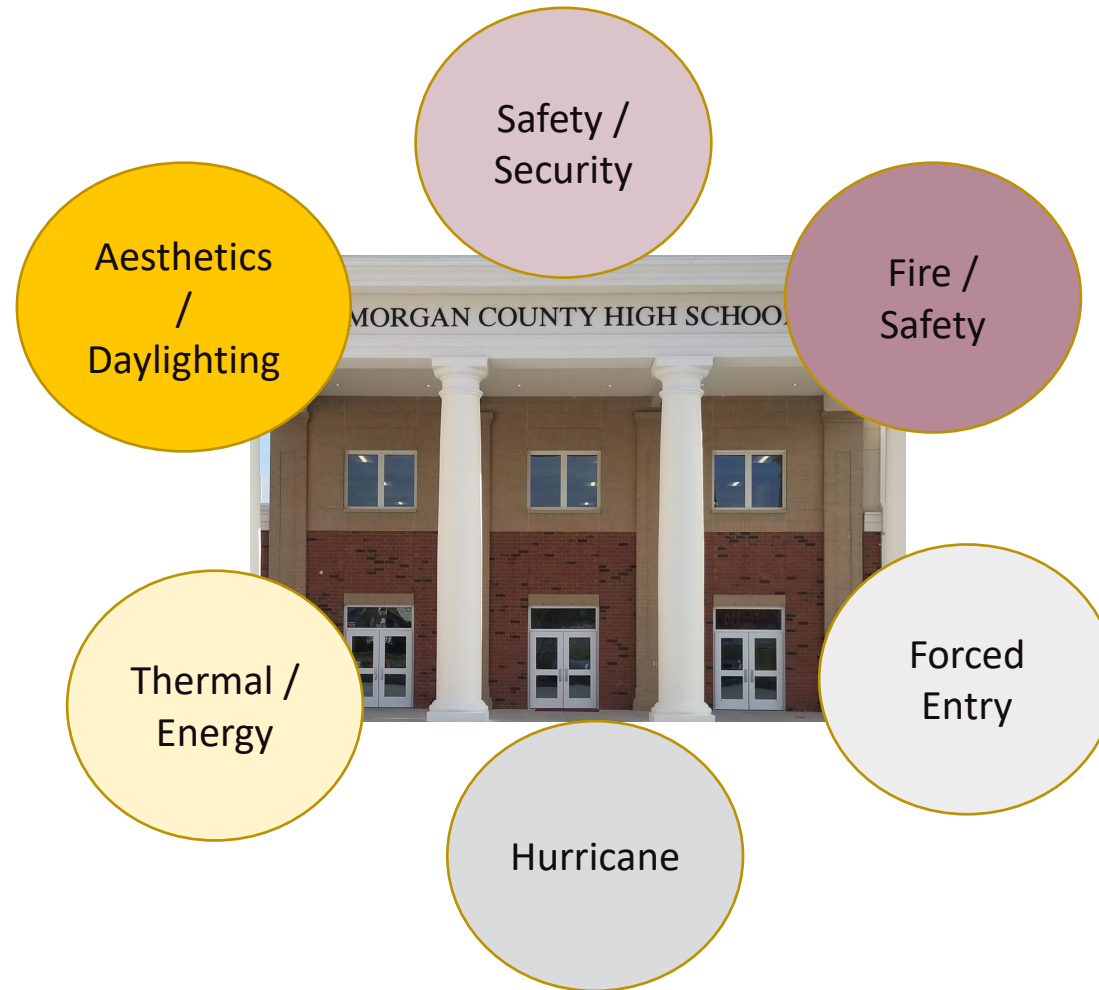 Safety /
Security
Aesthetics
/
Daylighting
Fire /
Safety
MORGAN COUNTY HIGH SCHOO
Thermal /
Energy
Forced
Entry
Hurricane